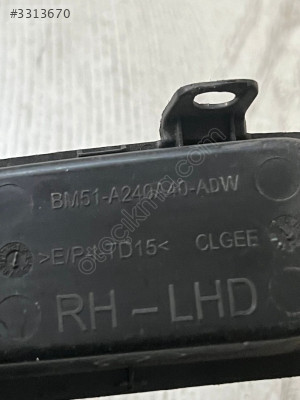 #3313670
BM51-A240A40-ADW
>E/P-TD15< CLGEE
RH-LHD